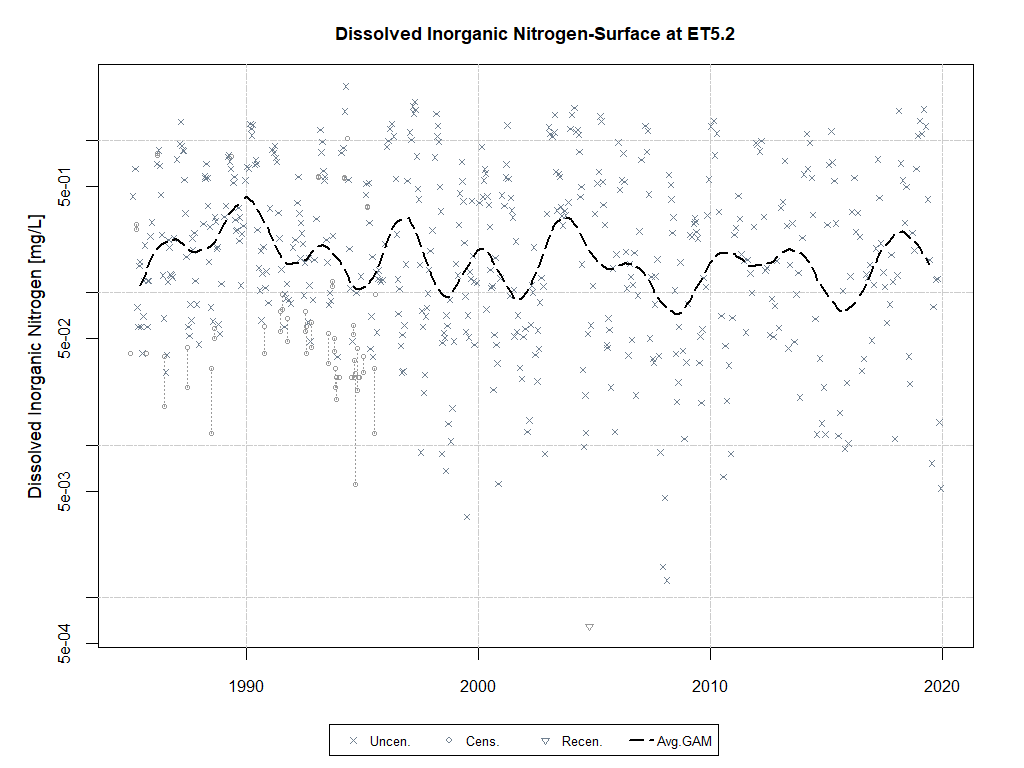 Dissolved Inorganic Nitrogen-Surface at ET5.2
Dissolved Inorganic Nitrogen [mg/L]
5e-01
5e-02
5e-03
5e-04
1990 2000 2010 2020
Uncen. Cens. Recen. Avg.GAM